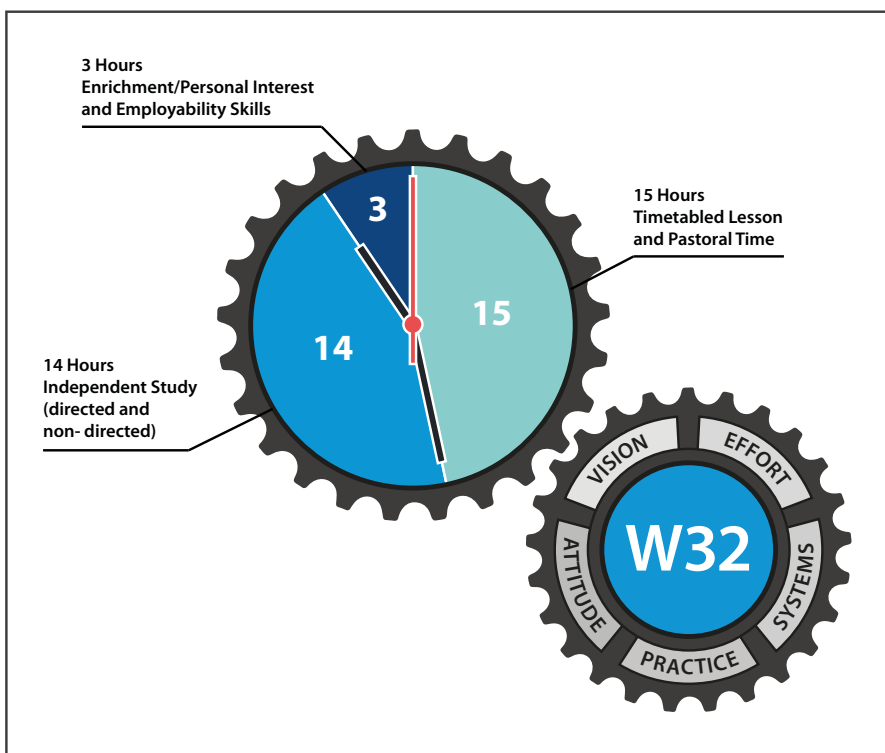 3 Hours
Enrichment/Personal Interest
and Employability Skills
3
15 Hours
Timetabled Lesson
and Pastoral Time
15
14
14 Hours
Independent Study
(directed and
non- directed)
VISION
EFFORT
W32
ATTITUDE
SYSTEMS
PRACTICE